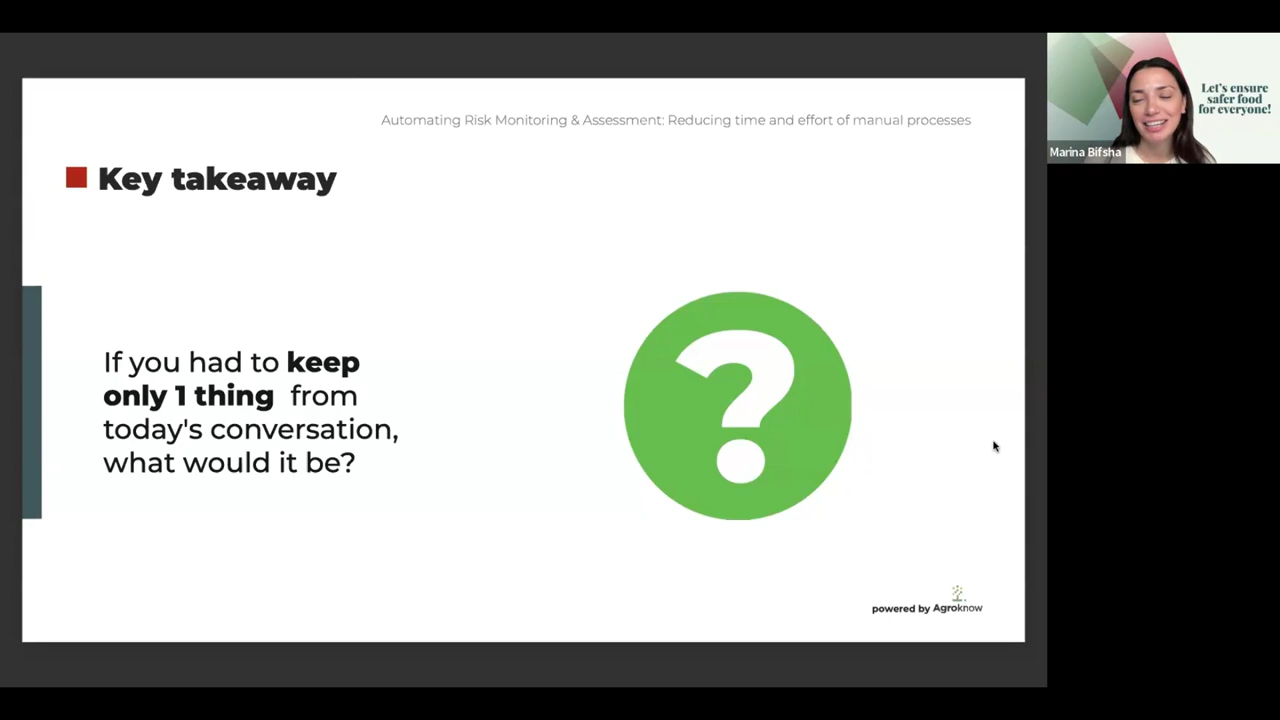 Automating Risk Monitoring & Assessment: Reducing time and effort of manual processes
Key takeaway
If you had to keep
only 1 thing from
today's conversation,
what would it be?
?
powered by Agroknow
Let's ensure
safer food
for everyone!
Marina Bifsha